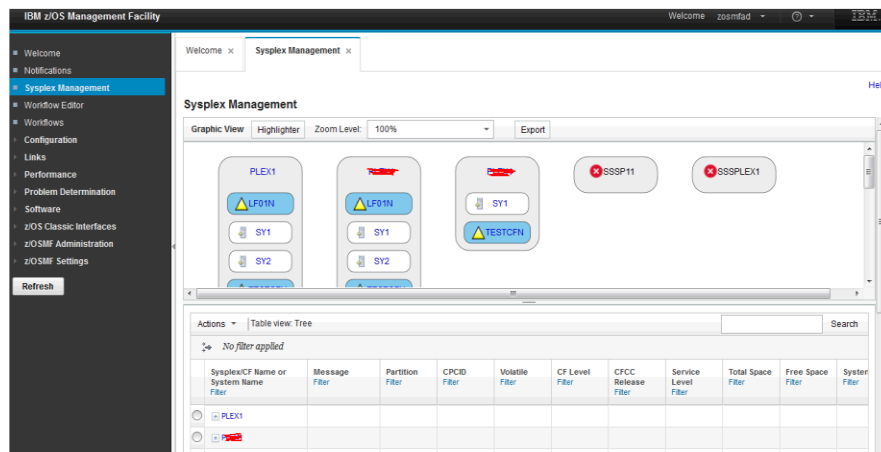 IBM z/OS Management Facility
Welcome zosmfad
IBM
Welcome
Notifications
Sysplex Management
Workflow Editor
Workflows
Configuration
Links
Performance
Problem Determination
Software
z/OS Classic Interfaces
z/OSMF Administration
z/OSMF Settings
Refresh
Welcome × Sysplex Management ×
Hel
Sysplex Management
Graphic View Highlighter Zoom Level: 100% Export
PLEX1
LF01N
SY1
SY2
LF01N
SY1
SY2
SY1
TESTCFN
SSSP11
SSSPLEX1
Actions Table view: Tree Search
No filter applied
Sysplex/CF Name or System Name Filter
Message Filter
Partition Filter
CPCID Filter
Volatile Filter
CF Level Filter
CFCC Release Filter
Service Level Filter
Total Space Filter
Free Space Filter
System Filter
PLEX1